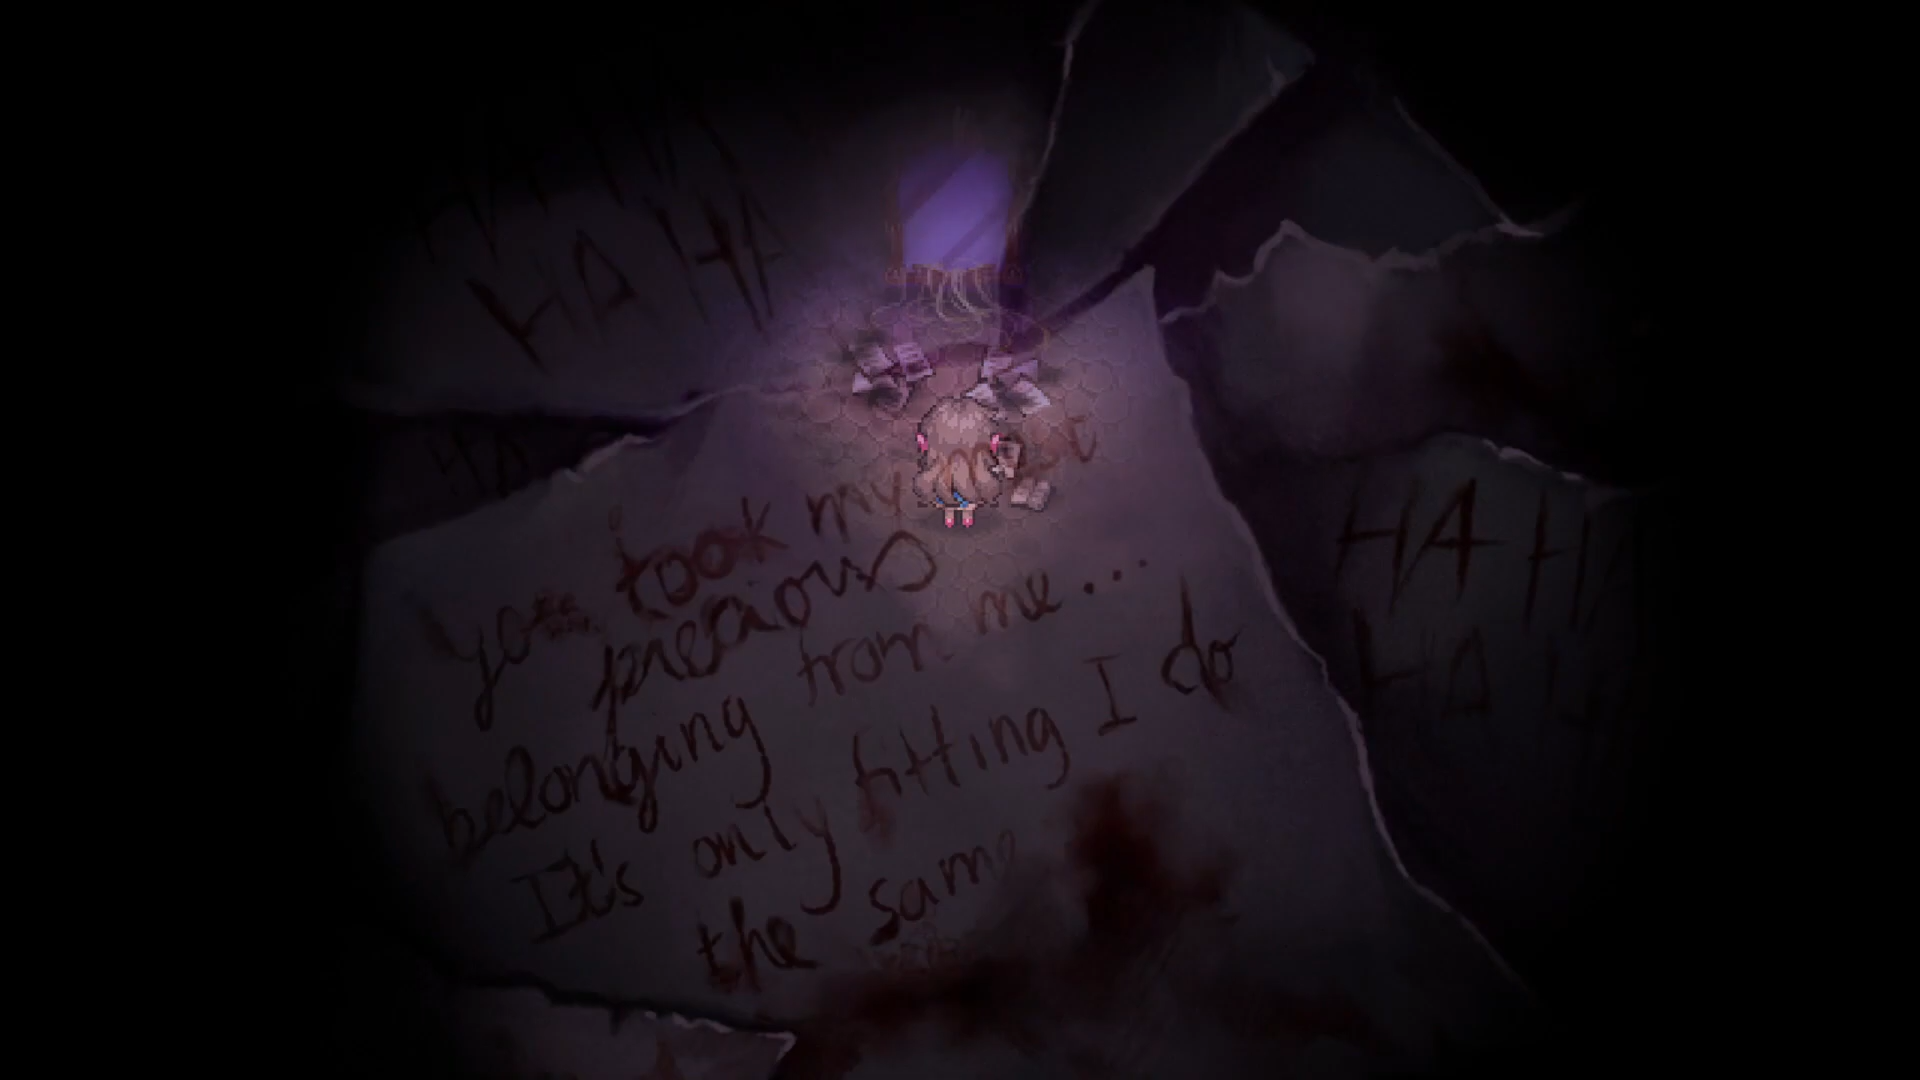 HA HA
HA
you took my most
precious
belonging from me...
It's only fitting I do
the same
HA HA
HA